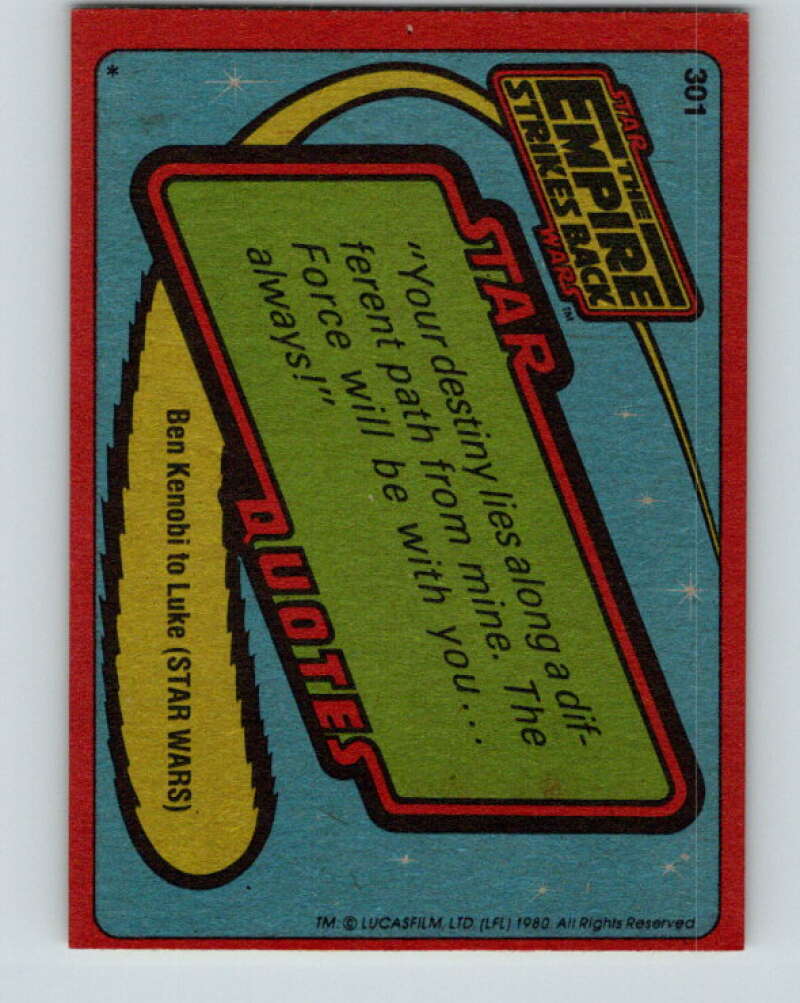 301
STAR
THE
EMPIRE
STRIKES BACK
WARS™
STAR
"Your destiny lies along a dif-
ferent path from mine. The
Force will be with you...
always!"
QUOTES
Ben Kenobi to Luke (STAR WARS)
*
TM: © LUCASFILM, LTD. (LFL) 1980. All Rights Reserved